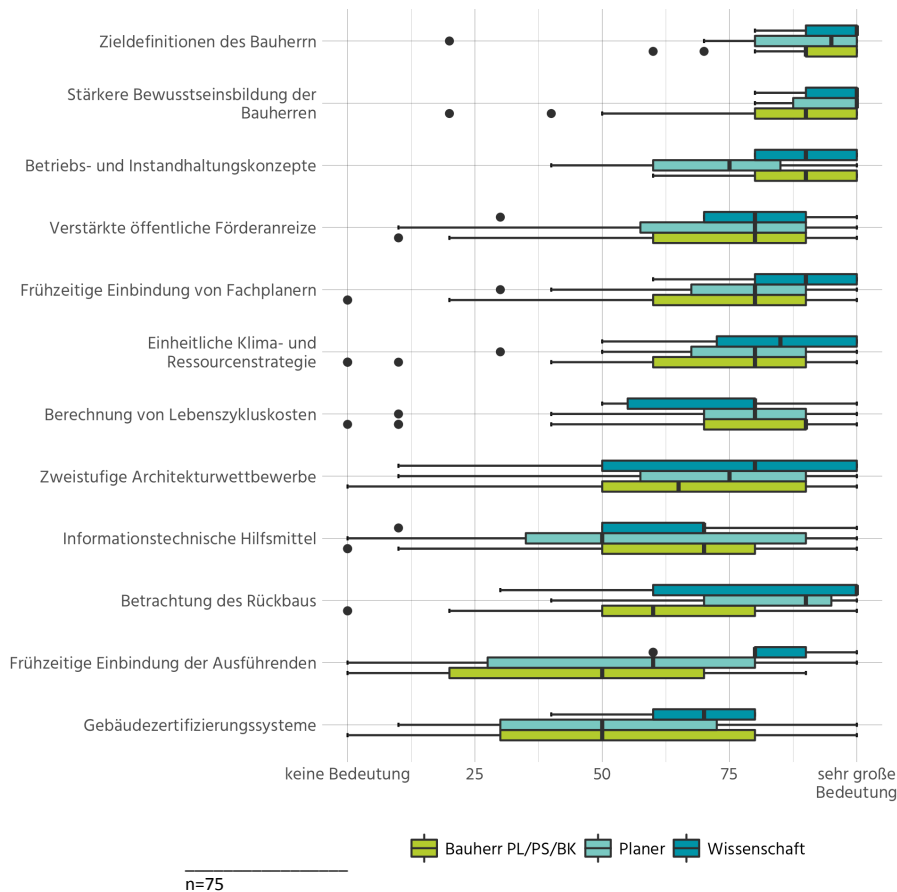 Zieldefinitionen des Bauherrn
Stärkere Bewusstseinsbildung der
Bauherren
Betriebs- und Instandhaltungskonzepte
Verstärkte öffentliche Förderanreize
Frühzeitige Einbindung von Fachplanern
Einheitliche Klima- und
Ressourcenstrategie
Berechnung von Lebenszykluskosten
Zweistufige Architekturwettbewerbe
Informationstechnische Hilfsmittel
Betrachtung des Rückbaus
Frühzeitige Einbindung der Ausführenden
Gebäudezertifizierungssysteme
keine Bedeutung 25 50 75 sehr große
Bedeutung
Bauherr PL/PS/BK Planer Wissenschaft
n=75